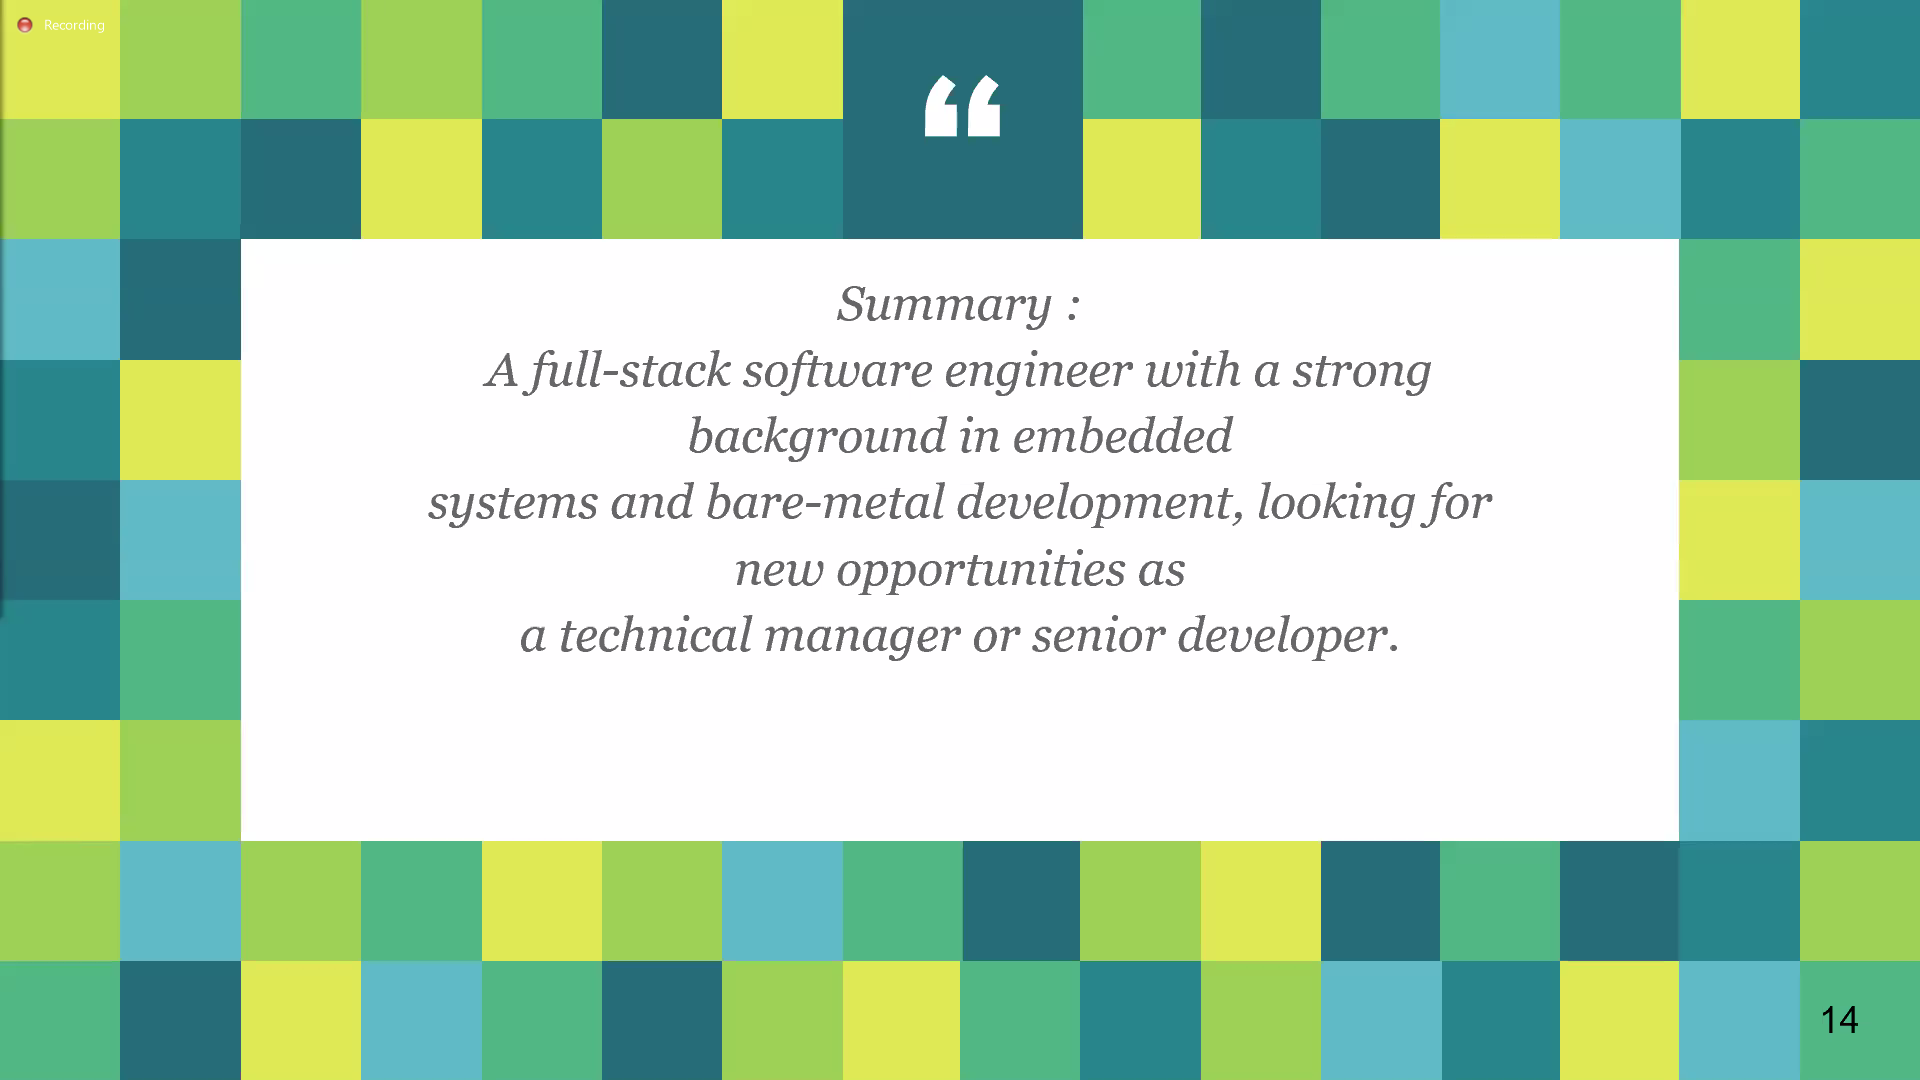 Recording
“
Summary :
A full-stack software engineer with a strong
background in embedded
systems and bare-metal development, looking for
new opportunities as
a technical manager or senior developer.
14